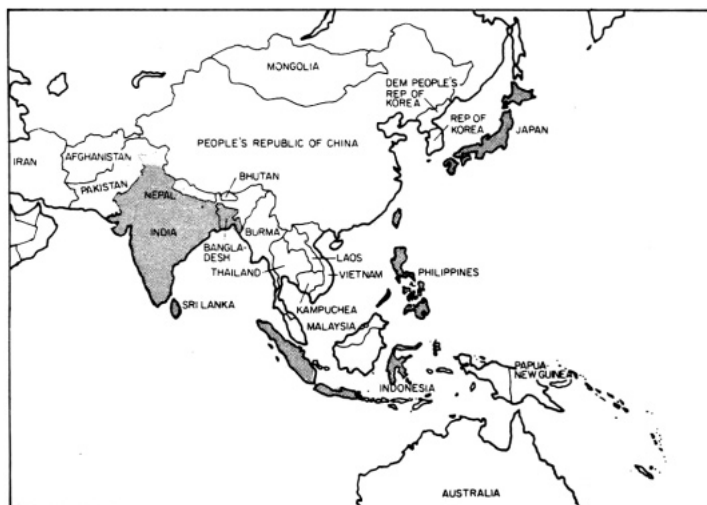 MONGOLIA
DEM PEOPLE'S
REP OF
KOREA
REP OF
KOREA
JAPAN
PEOPLE'S REPUBLIC OF CHINA
IRAN
AFGHANISTAN
PAKISTAN
NEPAL
BHUTAN
INDIA
BANGLA-
DESH
BURMA
LAOS
THAILAND
VIETNAM
PHILIPPINES
KAMPUCHEA
SRI LANKA
MALAYSIA
INDONESIA
PAPUA
NEW GUINEA
AUSTRALIA